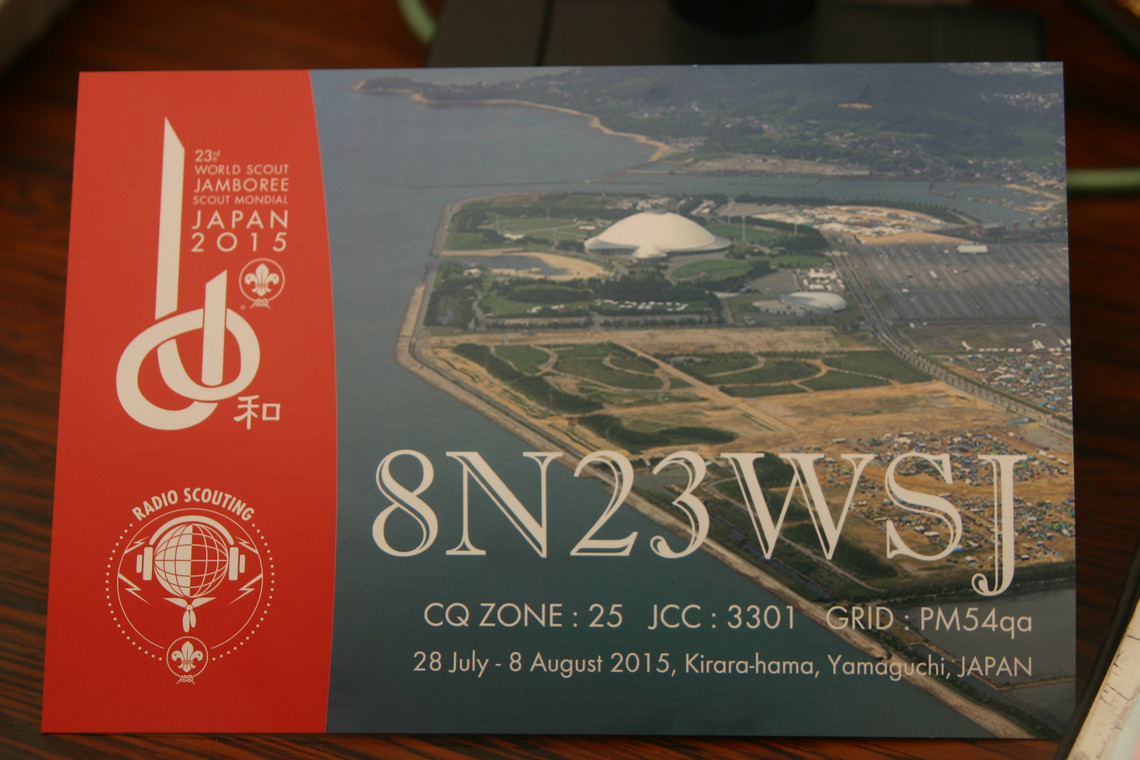 23rd
WORLD SCOUT
JAMBOREE
SCOUT MONDIAL
JAPAN
2015
和
RADIO SCOUTING
8N23WSJ
CQ ZONE : 25 JCC : 3301 GRID : PM54qa
28 July - 8 August 2015, Kirara-hama, Yamaguchi, JAPAN